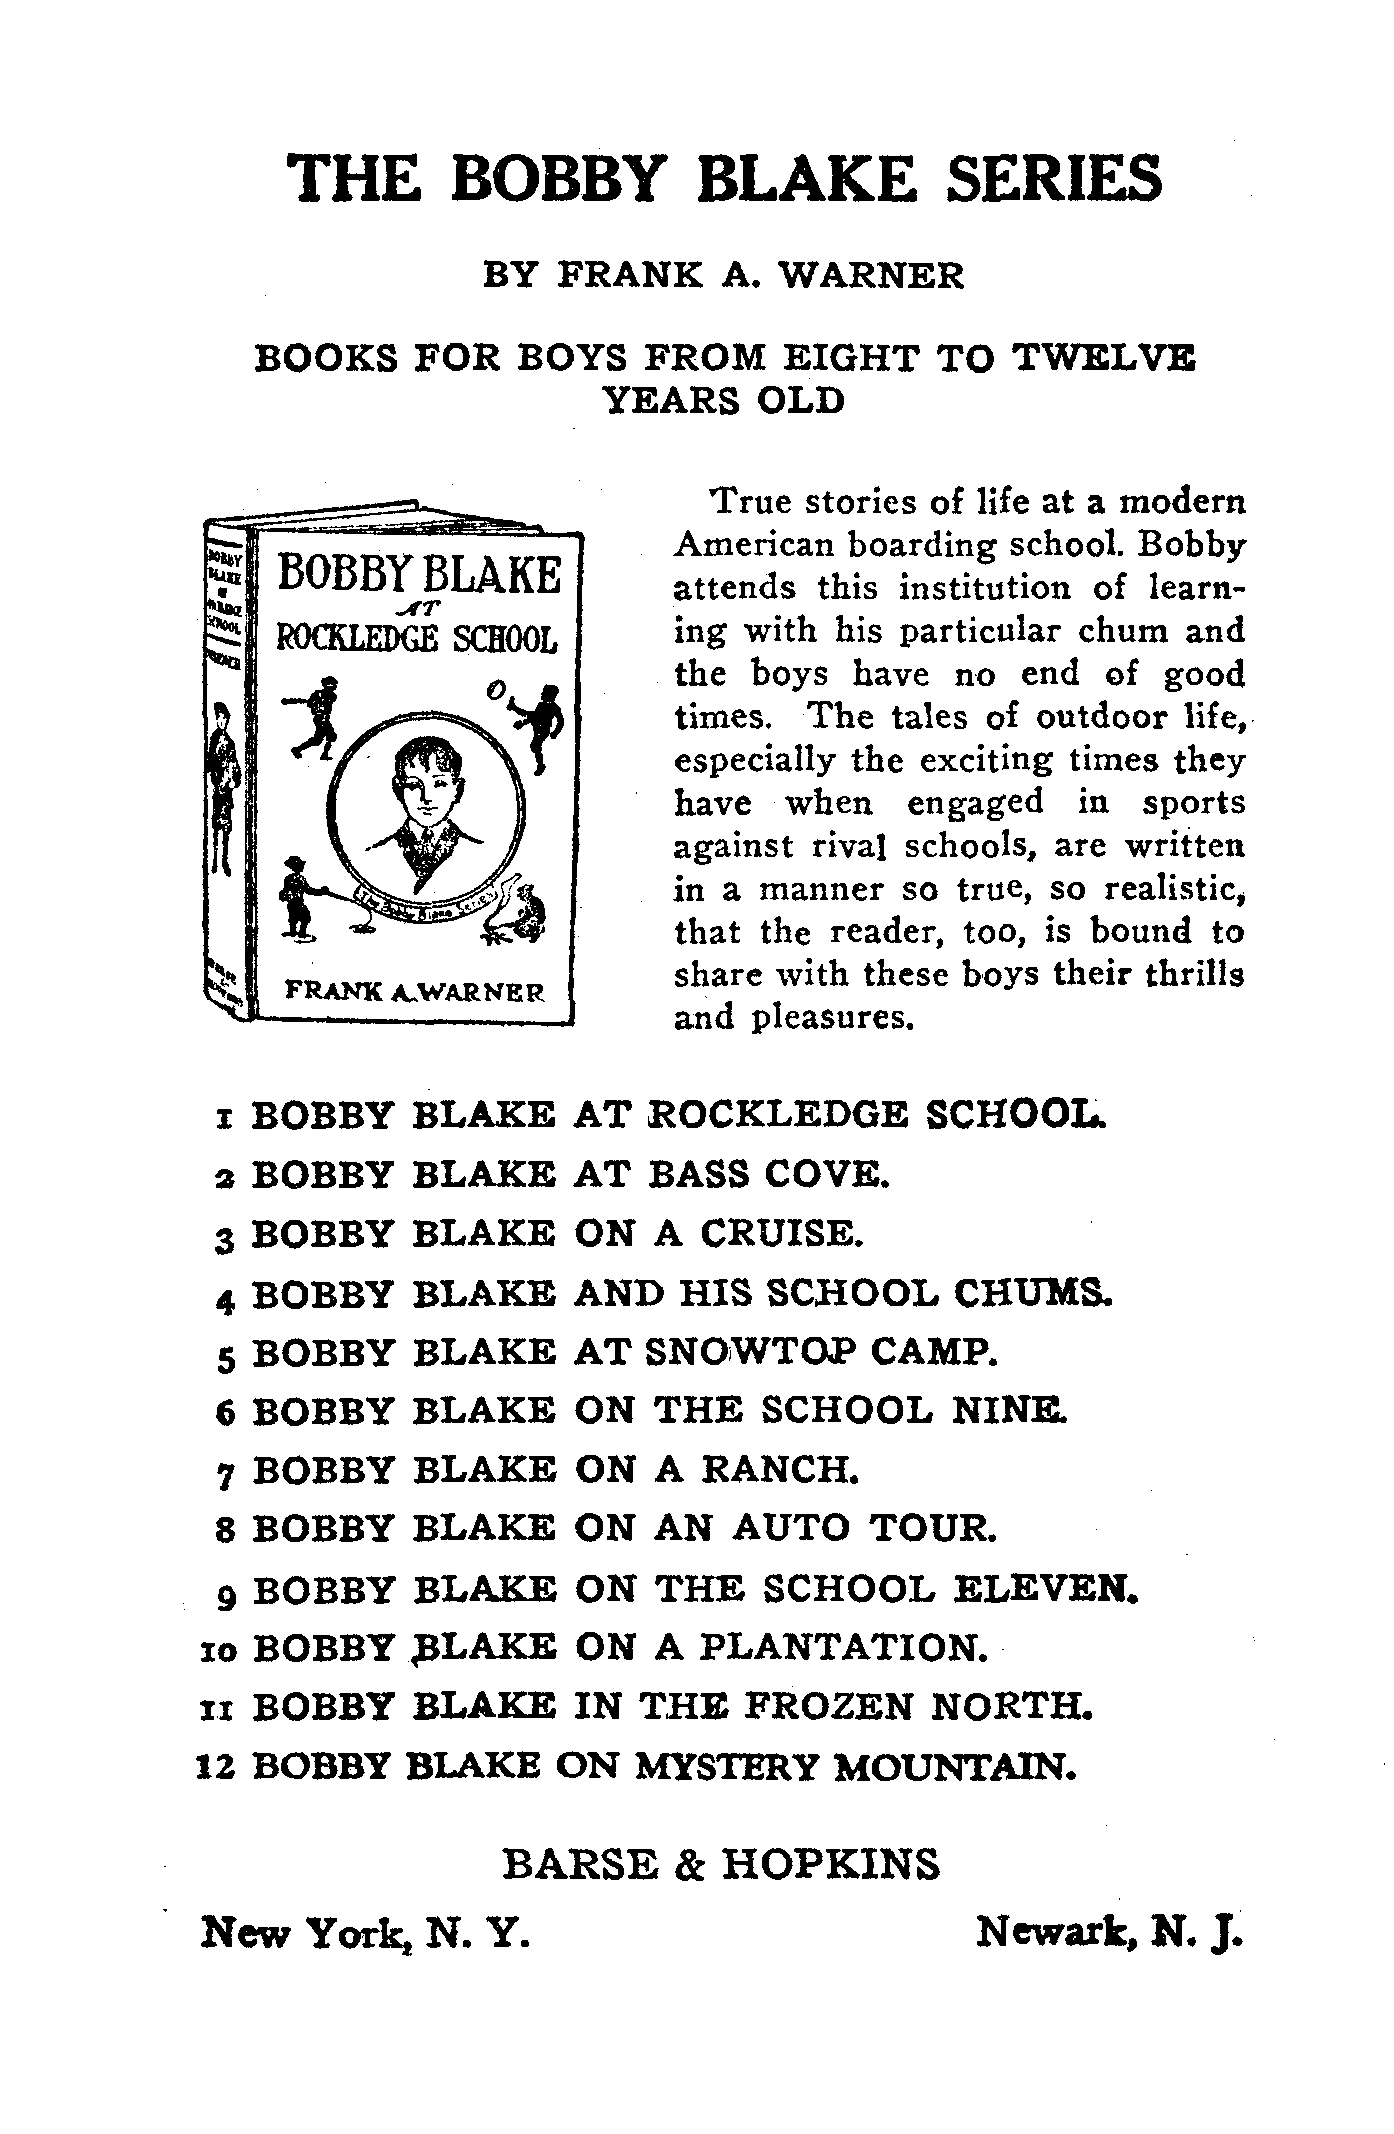 THE BOBBY BLAKE SERIES
BY FRANK A. WARNER
BOOKS FOR BOYS FROM EIGHT TO TWELVE
YEARS OLD
BOBBY
BLAKE
SCHOOL
BOBBY BLAKE
AT
ROCKLEDGE SCHOOL
The Bobby Blake Series
FRANK A. WARNER
True stories of life at a modern
American boarding school. Bobby
attends this institution of learn-
ing with his particular chum and
the boys have no end of good
times. The tales of outdoor life,
especially the exciting times they
have when engaged in sports
against rival schools, are written
in a manner so true, so realistic,
that the reader, too, is bound to
share with these boys their thrills
and pleasures.
1 BOBBY BLAKE AT ROCKLEDGE SCHOOL.
2 BOBBY BLAKE AT BASS COVE.
3 BOBBY BLAKE ON A CRUISE.
4 BOBBY BLAKE AND HIS SCHOOL CHUMS.
5 BOBBY BLAKE AT SNOWTOP CAMP.
6 BOBBY BLAKE ON THE SCHOOL NINE.
7 BOBBY BLAKE ON A RANCH.
8 BOBBY BLAKE ON AN AUTO TOUR.
9 BOBBY BLAKE ON THE SCHOOL ELEVEN.
10 BOBBY BLAKE ON A PLANTATION.
11 BOBBY BLAKE IN THE FROZEN NORTH.
12 BOBBY BLAKE ON MYSTERY MOUNTAIN.
BARSE & HOPKINS
New York, N. Y. Newark, N. J.